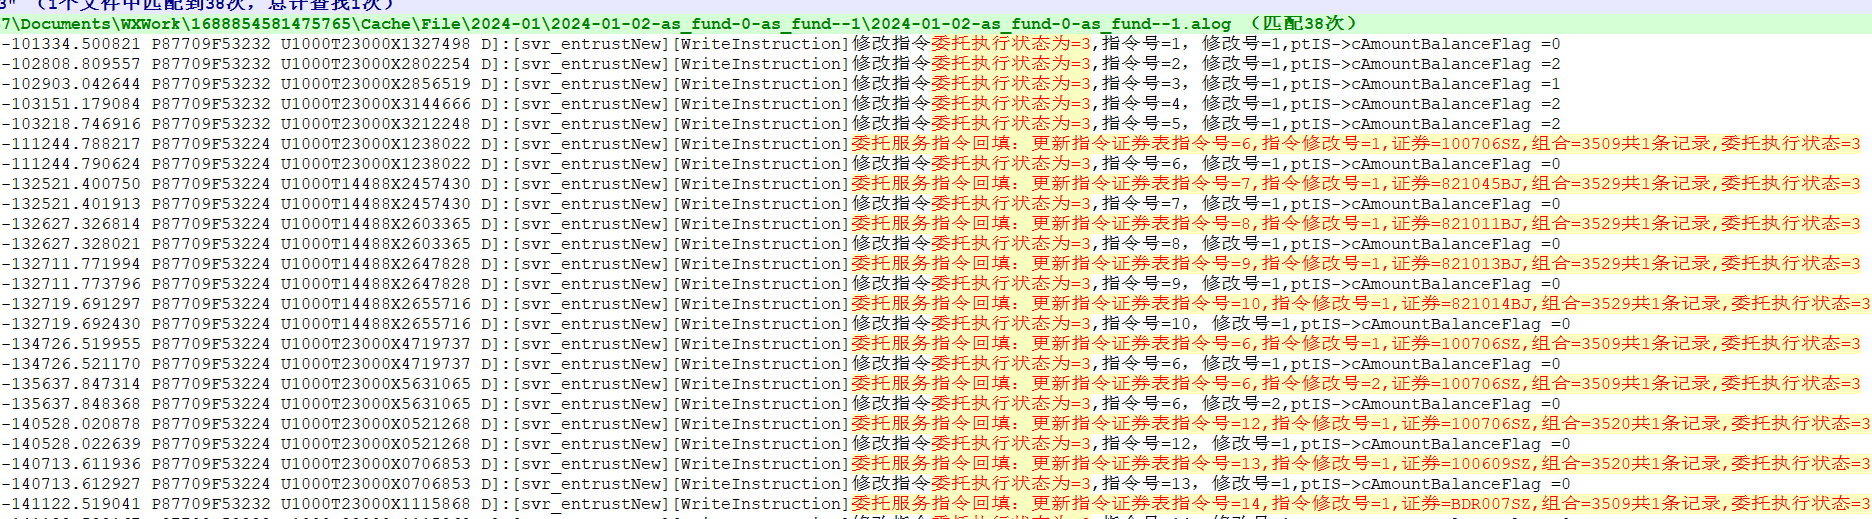 3" （1个文件中匹配到38次，总计查找1次）
7\Documents\WXWork\1688854581475765\Cache\File\2024-01\2024-01-02-as_fund-0-as_fund--1\2024-01-02-as_fund-0-as_fund--1.alog （匹配38次）
-101334.500821 P87709F53232 U1000T23000X1327498 D]:[svr_entrustNew][WriteInstruction]修改指令委托执行状态为=3,指令号=1，修改号=1,ptIS->cAmountBalanceFlag =0
-102808.809557 P87709F53232 U1000T23000X2802254 D]:[svr_entrustNew][WriteInstruction]修改指令委托执行状态为=3,指令号=2，修改号=1,ptIS->cAmountBalanceFlag =2
-102903.042644 P87709F53232 U1000T23000X2856519 D]:[svr_entrustNew][WriteInstruction]修改指令委托执行状态为=3,指令号=3，修改号=1,ptIS->cAmountBalanceFlag =1
-103151.179084 P87709F53232 U1000T23000X3144666 D]:[svr_entrustNew][WriteInstruction]修改指令委托执行状态为=3,指令号=4，修改号=1,ptIS->cAmountBalanceFlag =2
-103218.746916 P87709F53232 U1000T23000X3212248 D]:[svr_entrustNew][WriteInstruction]修改指令委托执行状态为=3,指令号=5，修改号=1,ptIS->cAmountBalanceFlag =2
-111244.788217 P87709F53232 U1000T23000X1238022 D]:[svr_entrustNew][WriteInstruction]委托服务指令回填：更新指令证券表指令号=6,指令修改号=1,证券=100706SZ,组合=3509共1条记录,委托执行状态=3
-111244.790624 P87709F53232 U1000T23000X1238022 D]:[svr_entrustNew][WriteInstruction]修改指令委托执行状态为=3,指令号=6，修改号=1,ptIS->cAmountBalanceFlag =0
-132521.400750 P87709F53224 U1000T14488X2457430 D]:[svr_entrustNew][WriteInstruction]委托服务指令回填：更新指令证券表指令号=7,指令修改号=1,证券=821045BJ,组合=3529共1条记录,委托执行状态=3
-132521.401913 P87709F53224 U1000T14488X2457430 D]:[svr_entrustNew][WriteInstruction]修改指令委托执行状态为=3,指令号=7，修改号=1,ptIS->cAmountBalanceFlag =0
-132627.326814 P87709F53224 U1000T14488X2603365 D]:[svr_entrustNew][WriteInstruction]委托服务指令回填：更新指令证券表指令号=8,指令修改号=1,证券=821011BJ,组合=3529共1条记录,委托执行状态=3
-132627.328021 P87709F53224 U1000T14488X2603365 D]:[svr_entrustNew][WriteInstruction]修改指令委托执行状态为=3,指令号=8，修改号=1,ptIS->cAmountBalanceFlag =0
-132711.771994 P87709F53224 U1000T14488X2647828 D]:[svr_entrustNew][WriteInstruction]委托服务指令回填：更新指令证券表指令号=9,指令修改号=1,证券=821013BJ,组合=3529共1条记录,委托执行状态=3
-132711.773796 P87709F53224 U1000T14488X2647828 D]:[svr_entrustNew][WriteInstruction]修改指令委托执行状态为=3,指令号=9，修改号=1,ptIS->cAmountBalanceFlag =0
-132719.691297 P87709F53224 U1000T14488X2655716 D]:[svr_entrustNew][WriteInstruction]委托服务指令回填：更新指令证券表指令号=10,指令修改号=1,证券=821014BJ,组合=3529共1条记录,委托执行状态=3
-132719.692430 P87709F53224 U1000T14488X2655716 D]:[svr_entrustNew][WriteInstruction]修改指令委托执行状态为=3,指令号=10，修改号=1,ptIS->cAmountBalanceFlag =0
-134726.519955 P87709F53224 U1000T23000X4719737 D]:[svr_entrustNew][WriteInstruction]委托服务指令回填：更新指令证券表指令号=6,指令修改号=1,证券=100706SZ,组合=3509共1条记录,委托执行状态=3
-134726.521170 P87709F53224 U1000T23000X4719737 D]:[svr_entrustNew][WriteInstruction]修改指令委托执行状态为=3,指令号=6，修改号=1,ptIS->cAmountBalanceFlag =0
-135637.847314 P87709F53224 U1000T23000X5631065 D]:[svr_entrustNew][WriteInstruction]委托服务指令回填：更新指令证券表指令号=6,指令修改号=2,证券=100706SZ,组合=3509共1条记录,委托执行状态=3
-135637.848368 P87709F53224 U1000T23000X5631065 D]:[svr_entrustNew][WriteInstruction]修改指令委托执行状态为=3,指令号=6，修改号=2,ptIS->cAmountBalanceFlag =0
-140528.020878 P87709F53224 U1000T23000X0521268 D]:[svr_entrustNew][WriteInstruction]委托服务指令回填：更新指令证券表指令号=12,指令修改号=1,证券=100706SZ,组合=3520共1条记录,委托执行状态=3
-140528.022639 P87709F53224 U1000T23000X0521268 D]:[svr_entrustNew][WriteInstruction]修改指令委托执行状态为=3,指令号=12，修改号=1,ptIS->cAmountBalanceFlag =0
-140713.611936 P87709F53224 U1000T23000X0706853 D]:[svr_entrustNew][WriteInstruction]委托服务指令回填：更新指令证券表指令号=13,指令修改号=1,证券=100609SZ,组合=3520共1条记录,委托执行状态=3
-140713.612927 P87709F53224 U1000T23000X0706853 D]:[svr_entrustNew][WriteInstruction]修改指令委托执行状态为=3,指令号=13，修改号=1,ptIS->cAmountBalanceFlag =0
-141122.519041 P87709F53232 U1000T23000X1115868 D]:[svr_entrustNew][WriteInstruction]委托服务指令回填：更新指令证券表指令号=14,指令修改号=1,证券=BDR007SZ,组合=3509共1条记录,委托执行状态=3